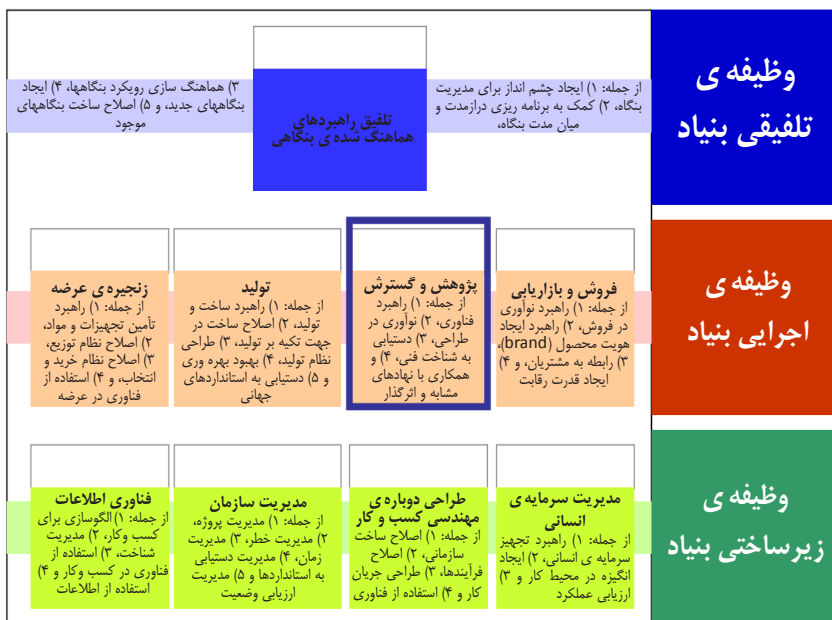 وظیفه ی
تلفیقی بنیاد
از جمله: ۱) ایجاد چشم انداز برای مدیریت
بنگاه، ۲) کمک به برنامه ریزی درازمدت و
میان مدت بنگاه،
تلفیق راهبردهای
هماهنگ شده ی بنگاهی
۳) هماهنگ سازی رویکرد بنگاهها، ۴) ایجاد
بنگاههای جدید، و ۵) اصلاح ساخت بنگاههای
موجود
وظیفه ی
اجرایی بنیاد
فروش و بازاریابی
از جمله: ۱) راهبرد نوآوری
در فروش، ۲) راهبرد ایجاد
هویت محصول (brand)،
۳) رابطه به مشتریان، و ۴)
ایجاد قدرت رقابت
پژوهش و گسترش
از جمله: ۱) راهبرد
فناوری، ۲) نوآوری در
طراحی، ۳) دستیابی
به شناخت فنی، ۴) و
همکاری با نهادهای
مشابه و اثرگذار
تولید
از جمله: ۱) راهبرد ساخت و
تولید، ۲) اصلاح ساخت در
جهت تکیه بر تولید، ۳) طراحی
نظام تولید، ۴) بهبود بهره وری
و ۵) دستیابی به استانداردهای
جهانی
زنجیره ی عرضه
از جمله: ۱) راهبرد
تأمین تجهیزات و مواد،
۲) اصلاح نظام توزیع،
۳) اصلاح نظام خرید و
انتخاب، و ۴) استفاده از
فناوری در عرضه
وظیفه ی
زیرساختی بنیاد
مدیریت سرمایه ی
انسانی
از جمله: ۱) راهبرد تجهیز
سرمایه ی انسانی، ۲) ایجاد
انگیزه در محیط کار و ۳)
ارزیابی عملکرد
طراحی دوباره ی
مهندسی کسب و کار
از جمله: ۱) اصلاح ساخت
سازمانی، ۲) اصلاح
فرآیندها، ۳) طراحی جریان
کار و ۴) استفاده از فناوری
مدیریت سازمان
از جمله: ۱) مدیریت پروژه،
۲) مدیریت خطر، ۳) مدیریت
زمان، ۴) مدیریت دستیابی
به استانداردها و ۵) مدیریت
ارزیابی وضعیت
فناوری اطلاعات
از جمله: ۱) الگوسازی برای
کسب وکار، ۲) مدیریت
شناخت، ۳) استفاده از
فناوری در کسب وکار و ۴)
استفاده از اطلاعات